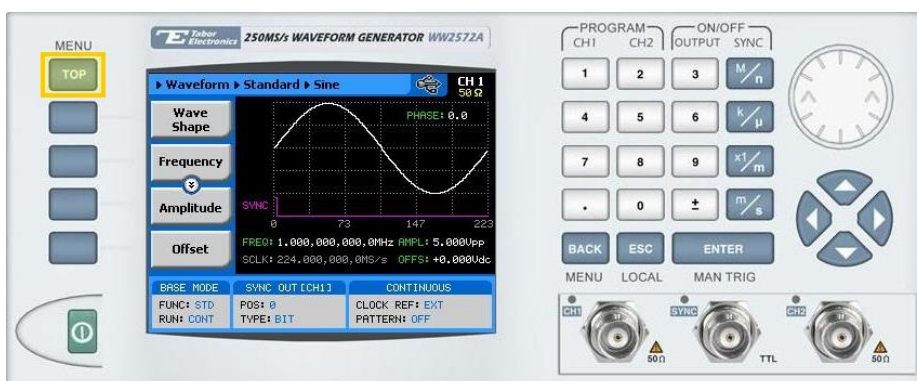 MENU
TOP
Tabor
Electronics
250MS/s WAVEFORM GENERATOR WW2572A
Waveform Standard Sine
CH 1
50 Ω
Wave
Shape
Frequency
Amplitude
Offset
PHASE: 0.0
SYNC
0 73 147 223
FREQ: 1.000,000,000,0MHz AMPL: 5.000Vpp
SCLK: 224.000,000,0MS/s OFFS: +0.000Vdc
BASE MODE
FUNC: STD
RUN: CONT
SYNC OUT [CH1]
POS: 0
TYPE: BIT
CONTINUOUS
CLOCK REF: EXT
PATTERN: OFF
PROGRAM ON/OFF
CH1 CH2 OUTPUT SYNC
1 2 3 M/n
4 5 6 k/µ
7 8 9 x1/m
. 0 ± m/s
BACK ESC ENTER
MENU LOCAL MAN TRIG
CH1 SYNC CH2
50Ω TTL 50Ω